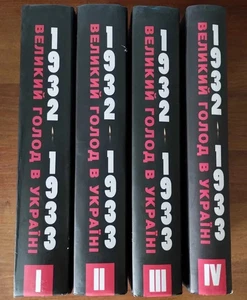 1932–1933
ВЕЛИКИЙ ГОЛОД В УКРАЇНІ
I
1932–1933
ВЕЛИКИЙ ГОЛОД В УКРАЇНІ
II
1932–1933
ВЕЛИКИЙ ГОЛОД В УКРАЇНІ
III
1932–1933
ВЕЛИКИЙ ГОЛОД В УКРАЇНІ
IV